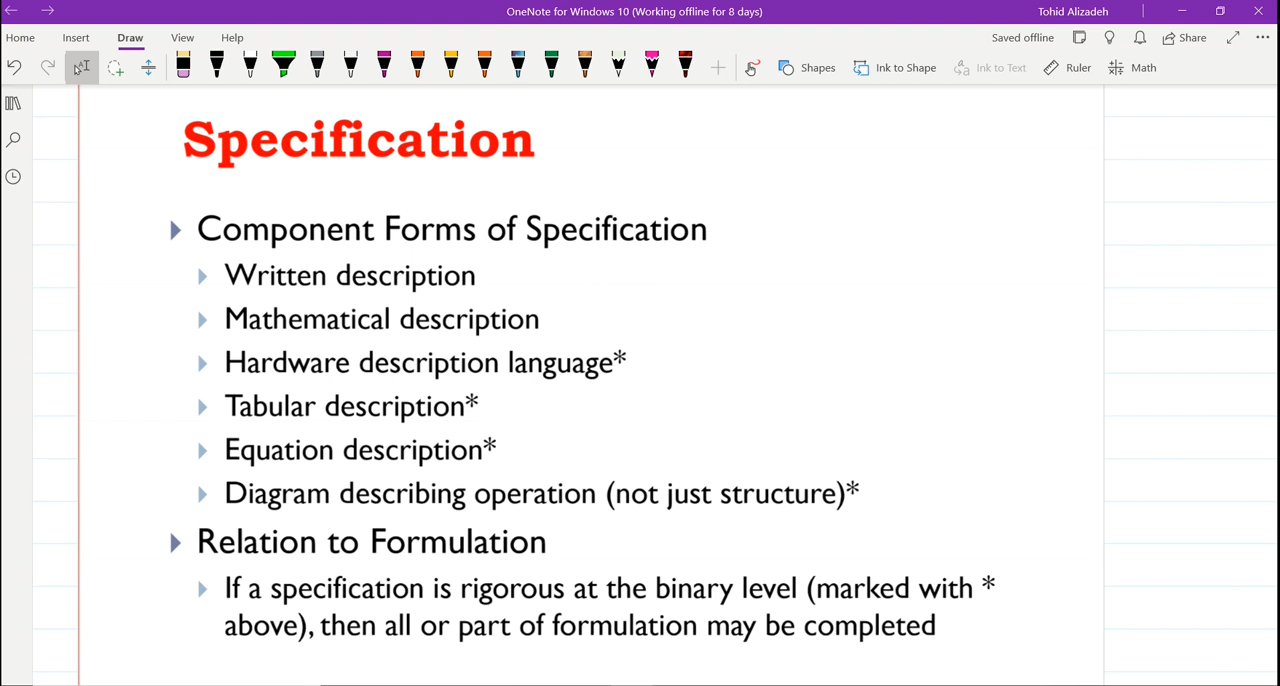 OneNote for Windows 10 (Working offline for 8 days)
Tohid Alizadeh
Home Insert Draw View Help
Saved offline
Share
Shapes
Ink to Shape
Ink to Text
Ruler
Math
Specification
Component Forms of Specification
Written description
Mathematical description
Hardware description language*
Tabular description*
Equation description*
Diagram describing operation (not just structure)*
Relation to Formulation
If a specification is rigorous at the binary level (marked with *
above), then all or part of formulation may be completed